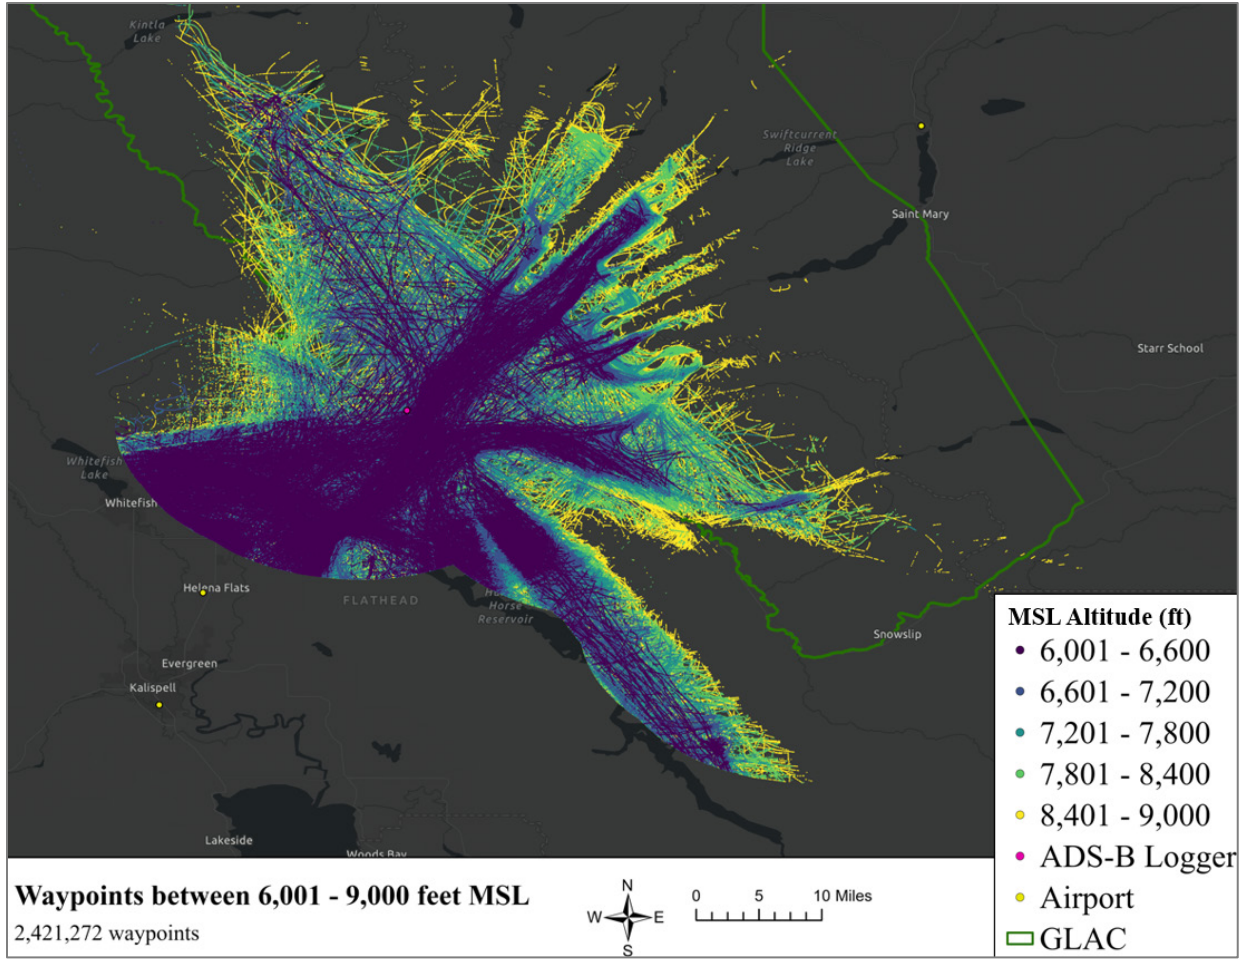 Kintla
Lake
Swiftcurrent
Ridge
Lake
Saint Mary
Starr School
Whitefish
Lake
Whitefish
Helena Flats
FLATHEAD
Horse
Reservoir
Snowslip
Evergreen
Kalispell
Lakeside
Woods Bay
MSL Altitude (ft)
6,001 - 6,600
6,601 - 7,200
7,201 - 7,800
7,801 - 8,400
8,401 - 9,000
ADS-B Logger
Airport
GLAC
Waypoints between 6,001 - 9,000 feet MSL
2,421,272 waypoints
N
W E
S
0 5 10 Miles